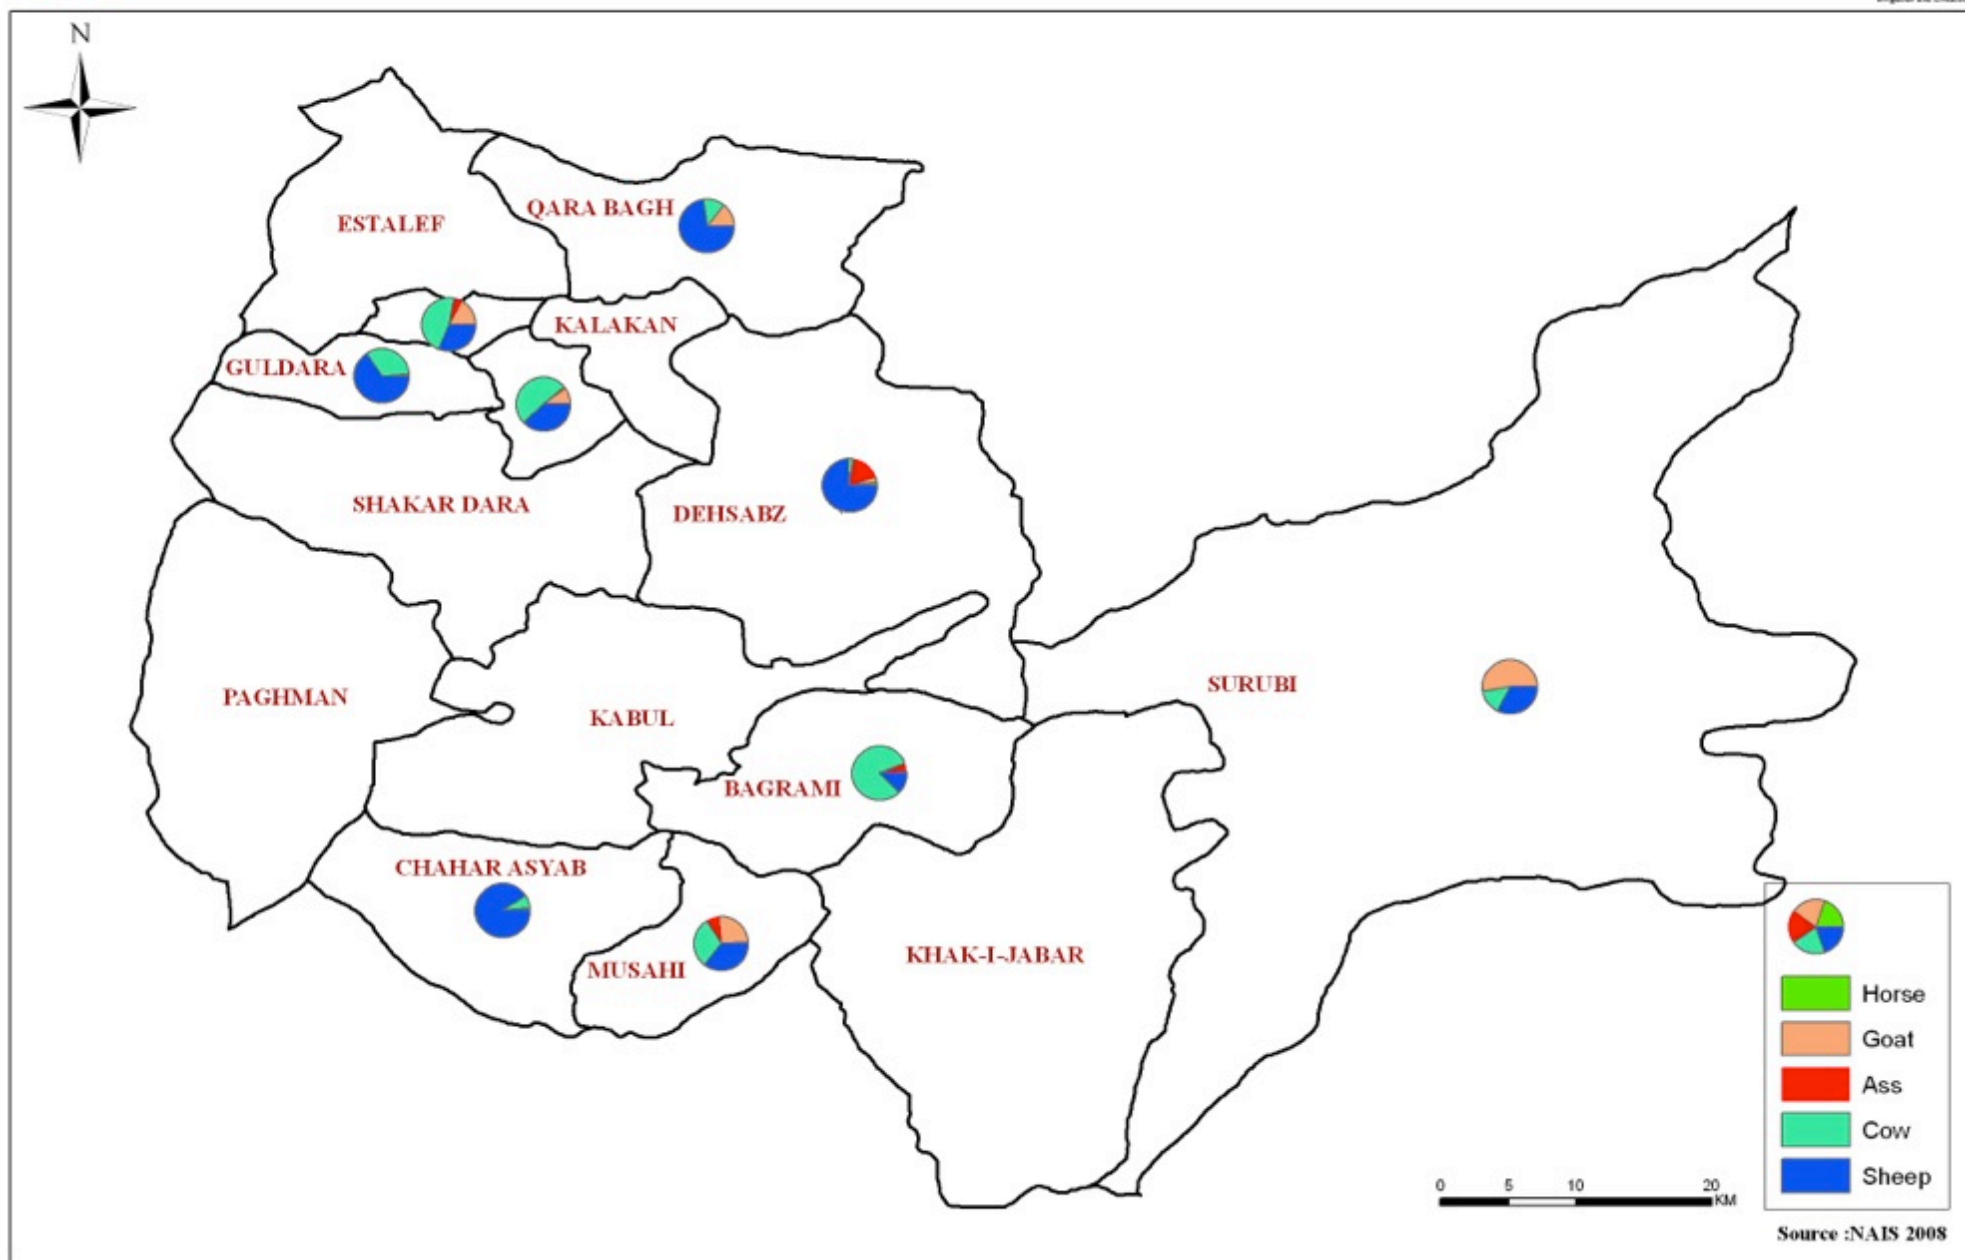 N
QARA BAGH
ESTALEF
KALAKAN
GULDARA
SHAKAR DARA
DEHSABZ
PAGHMAN
KABUL
SURUBI
BAGRAMI
CHAHAR ASYAB
MUSAHI
KHAK-I-JABAR
Horse
Goat
Ass
Cow
Sheep
0 5 10 20
KM
Source :NAIS 2008